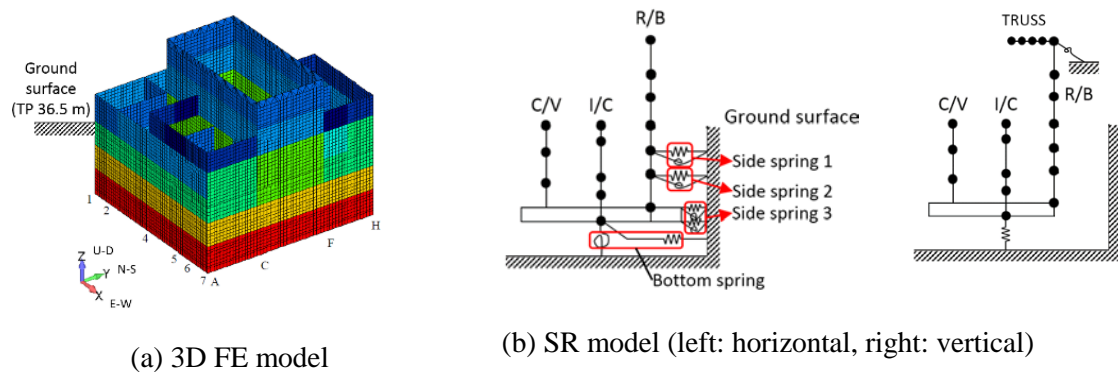 Ground
surface
(TP 36.5 m)
1
2
4
5
6
7
A
C
F
H
Z
U-D
Y
N-S
X
E-W
(a) 3D FE model
R/B
C/V
I/C
Ground surface
Side spring 1
Side spring 2
Side spring 3
Bottom spring
TRUSS
R/B
C/V
I/C
(b) SR model (left: horizontal, right: vertical)